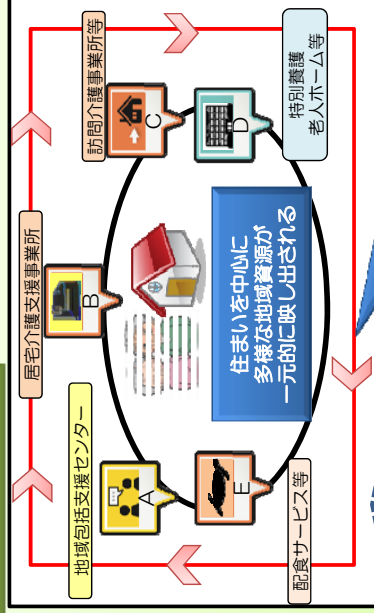 居宅介護支援事業所
B
地域包括支援センター
A
訪問介護事業所等
C
住まいを中心に
多様な地域資源が
一元的に映し出される
E
D
配食サービス等
特別養護
老人ホーム等